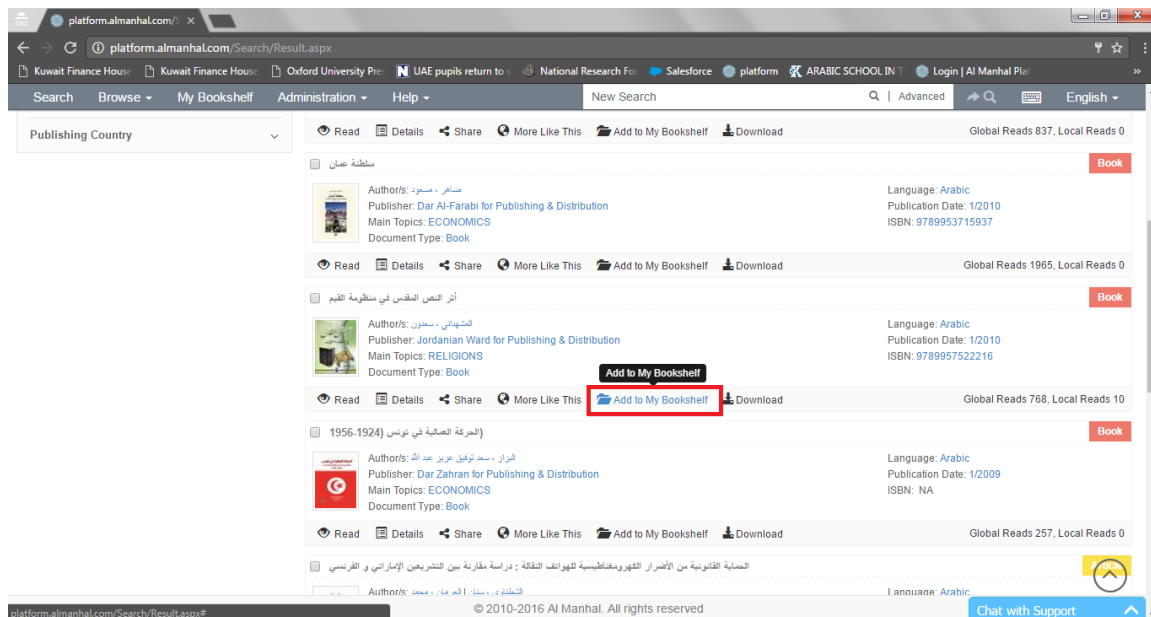 platform.almanhal.com/S
platform.almanhal.com/Search/Result.aspx
Kuwait Finance House Kuwait Finance House Oxford University Pre: UAE pupils return to s National Research Fo: Salesforce platform ARABIC SCHOOL IN T Login | Al Manhal Plat »
Search Browse My Bookshelf Administration Help New Search | Advanced English
Publishing Country
Read Details Share More Like This Add to My Bookshelf Download Global Reads 837, Local Reads 0
سلطنة عمان Book
Author/s: ضاهر ، مسعود Language: Arabic
Publisher: Dar Al-Farabi for Publishing & Distribution Publication Date: 1/2010
Main Topics: ECONOMICS ISBN: 9789953715937
Document Type: Book
Read Details Share More Like This Add to My Bookshelf Download Global Reads 1965, Local Reads 0
أثر النص المقدس في منظومة القيم Book
Author/s: المشهداني ، سعدون Language: Arabic
Publisher: Jordanian Ward for Publishing & Distribution Publication Date: 1/2010
Main Topics: RELIGIONS ISBN: 9789957522216
Document Type: Book
Add to My Bookshelf
Read Details Share More Like This Add to My Bookshelf Download Global Reads 768, Local Reads 10
(الحركة العمالية في تونس (1924-1956 Book
Author/s: البزاز ، سعد توفيق عزيز عبد الله Language: Arabic
Publisher: Dar Zahran for Publishing & Distribution Publication Date: 1/2009
Main Topics: ECONOMICS ISBN: NA
Document Type: Book
Read Details Share More Like This Add to My Bookshelf Download Global Reads 257, Local Reads 0
الحماية القانونية من الأضرار الكهرومغناطيسية للهواتف النقالة : دراسة مقارنة بين التشريعين الإماراتي و الفرنسي
Author/s: Language: Arabic
platform.almanhal.com/Search/Result.aspx# © 2010-2016 Al Manhal. All rights reserved Chat with Support